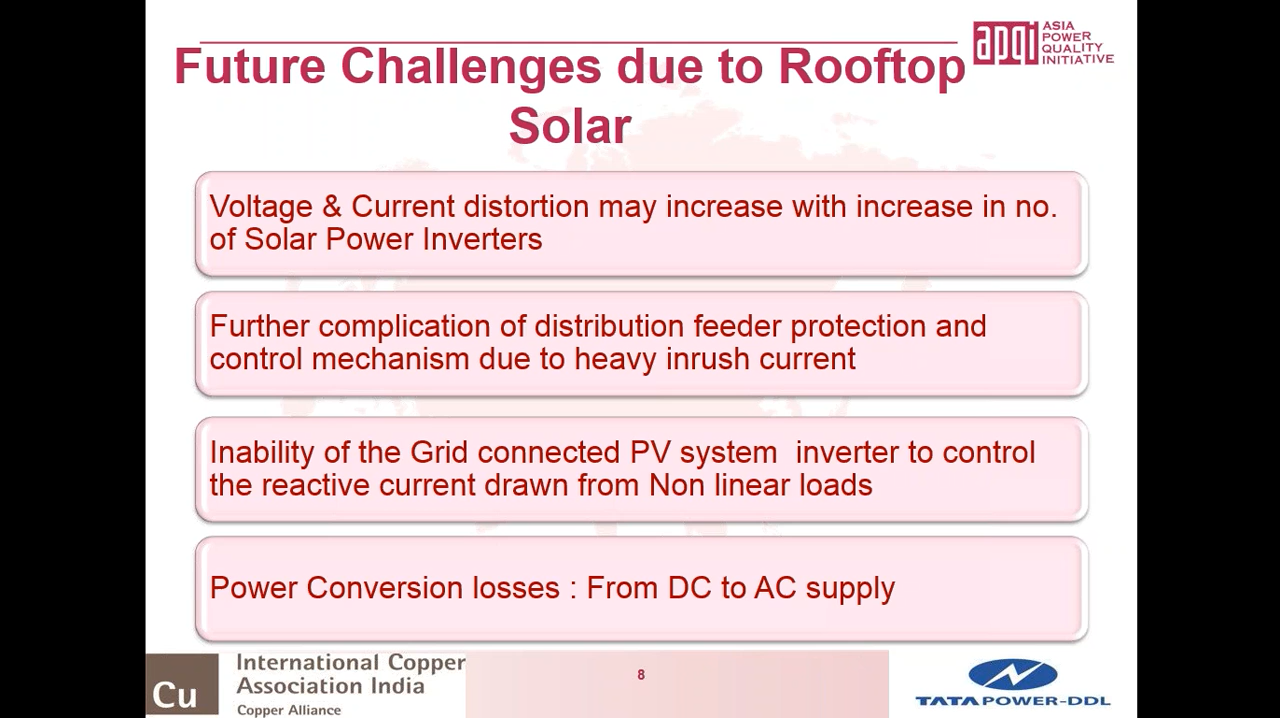 Future Challenges due to Rooftop
Solar
apqi
ASIA
POWER
QUALITY
INITIATIVE
Voltage & Current distortion may increase with increase in no.
of Solar Power Inverters
Further complication of distribution feeder protection and
control mechanism due to heavy inrush current
Inability of the Grid connected PV system inverter to control
the reactive current drawn from Non linear loads
Power Conversion losses : From DC to AC supply
Cu
International Copper
Association India
Copper Alliance
8
TATA POWER-DDL